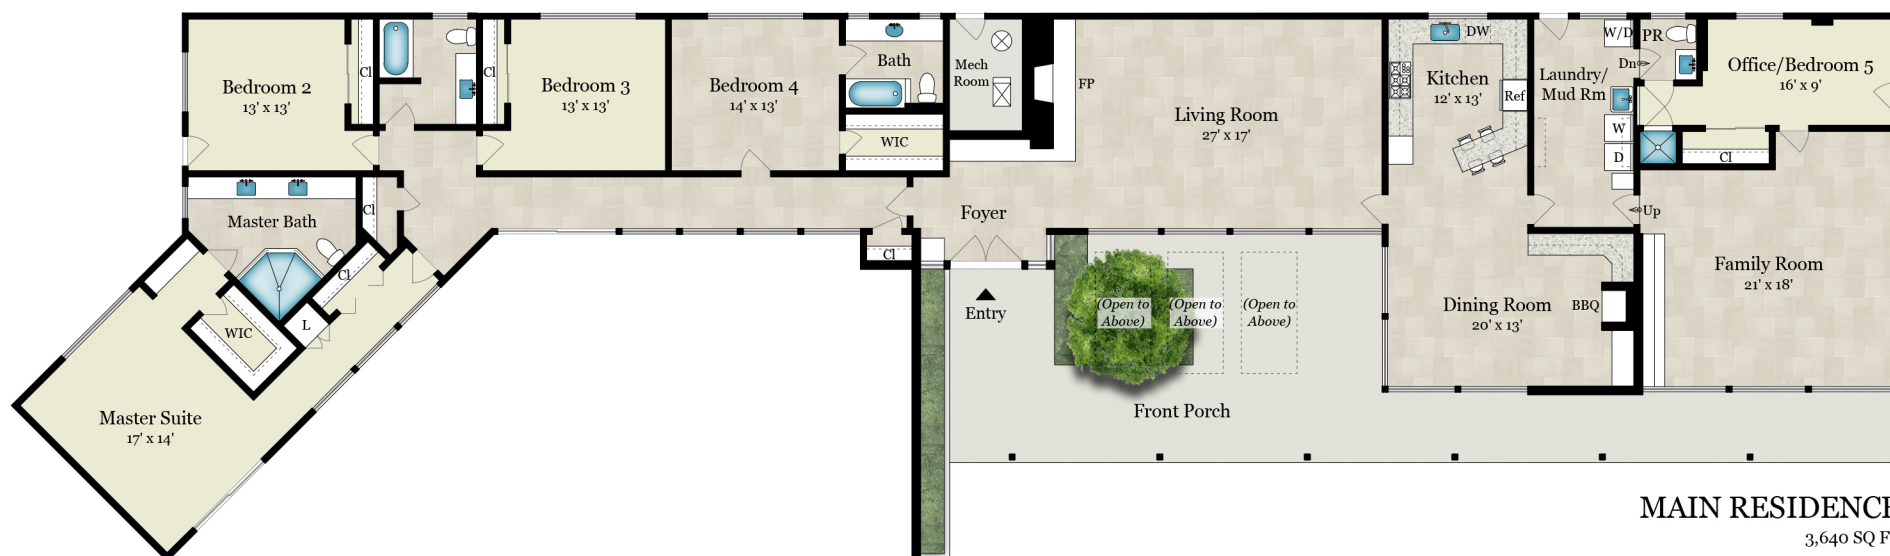 Bedroom 2
13' x 13'
Cl
Cl
Bedroom 3
13' x 13'
Bedroom 4
14' x 13'
Bath
WIC
Mech
Room
FP
Living Room
27' x 17'
DW
Kitchen
12' x 13'
Ref
W/D
Laundry/
Mud Rm
W
D
PR
Dn
Office/Bedroom 5
16' x 9'
Cl
Up
Master Bath
Cl
Cl
WIC
L
Master Suite
17' x 14'
Foyer
Cl
Entry
(Open to
Above)
(Open to
Above)
(Open to
Above)
Front Porch
Dining Room
20' x 13'
BBQ
Family Room
21' x 18'
MAIN RESIDENCE
3,640 SQ F